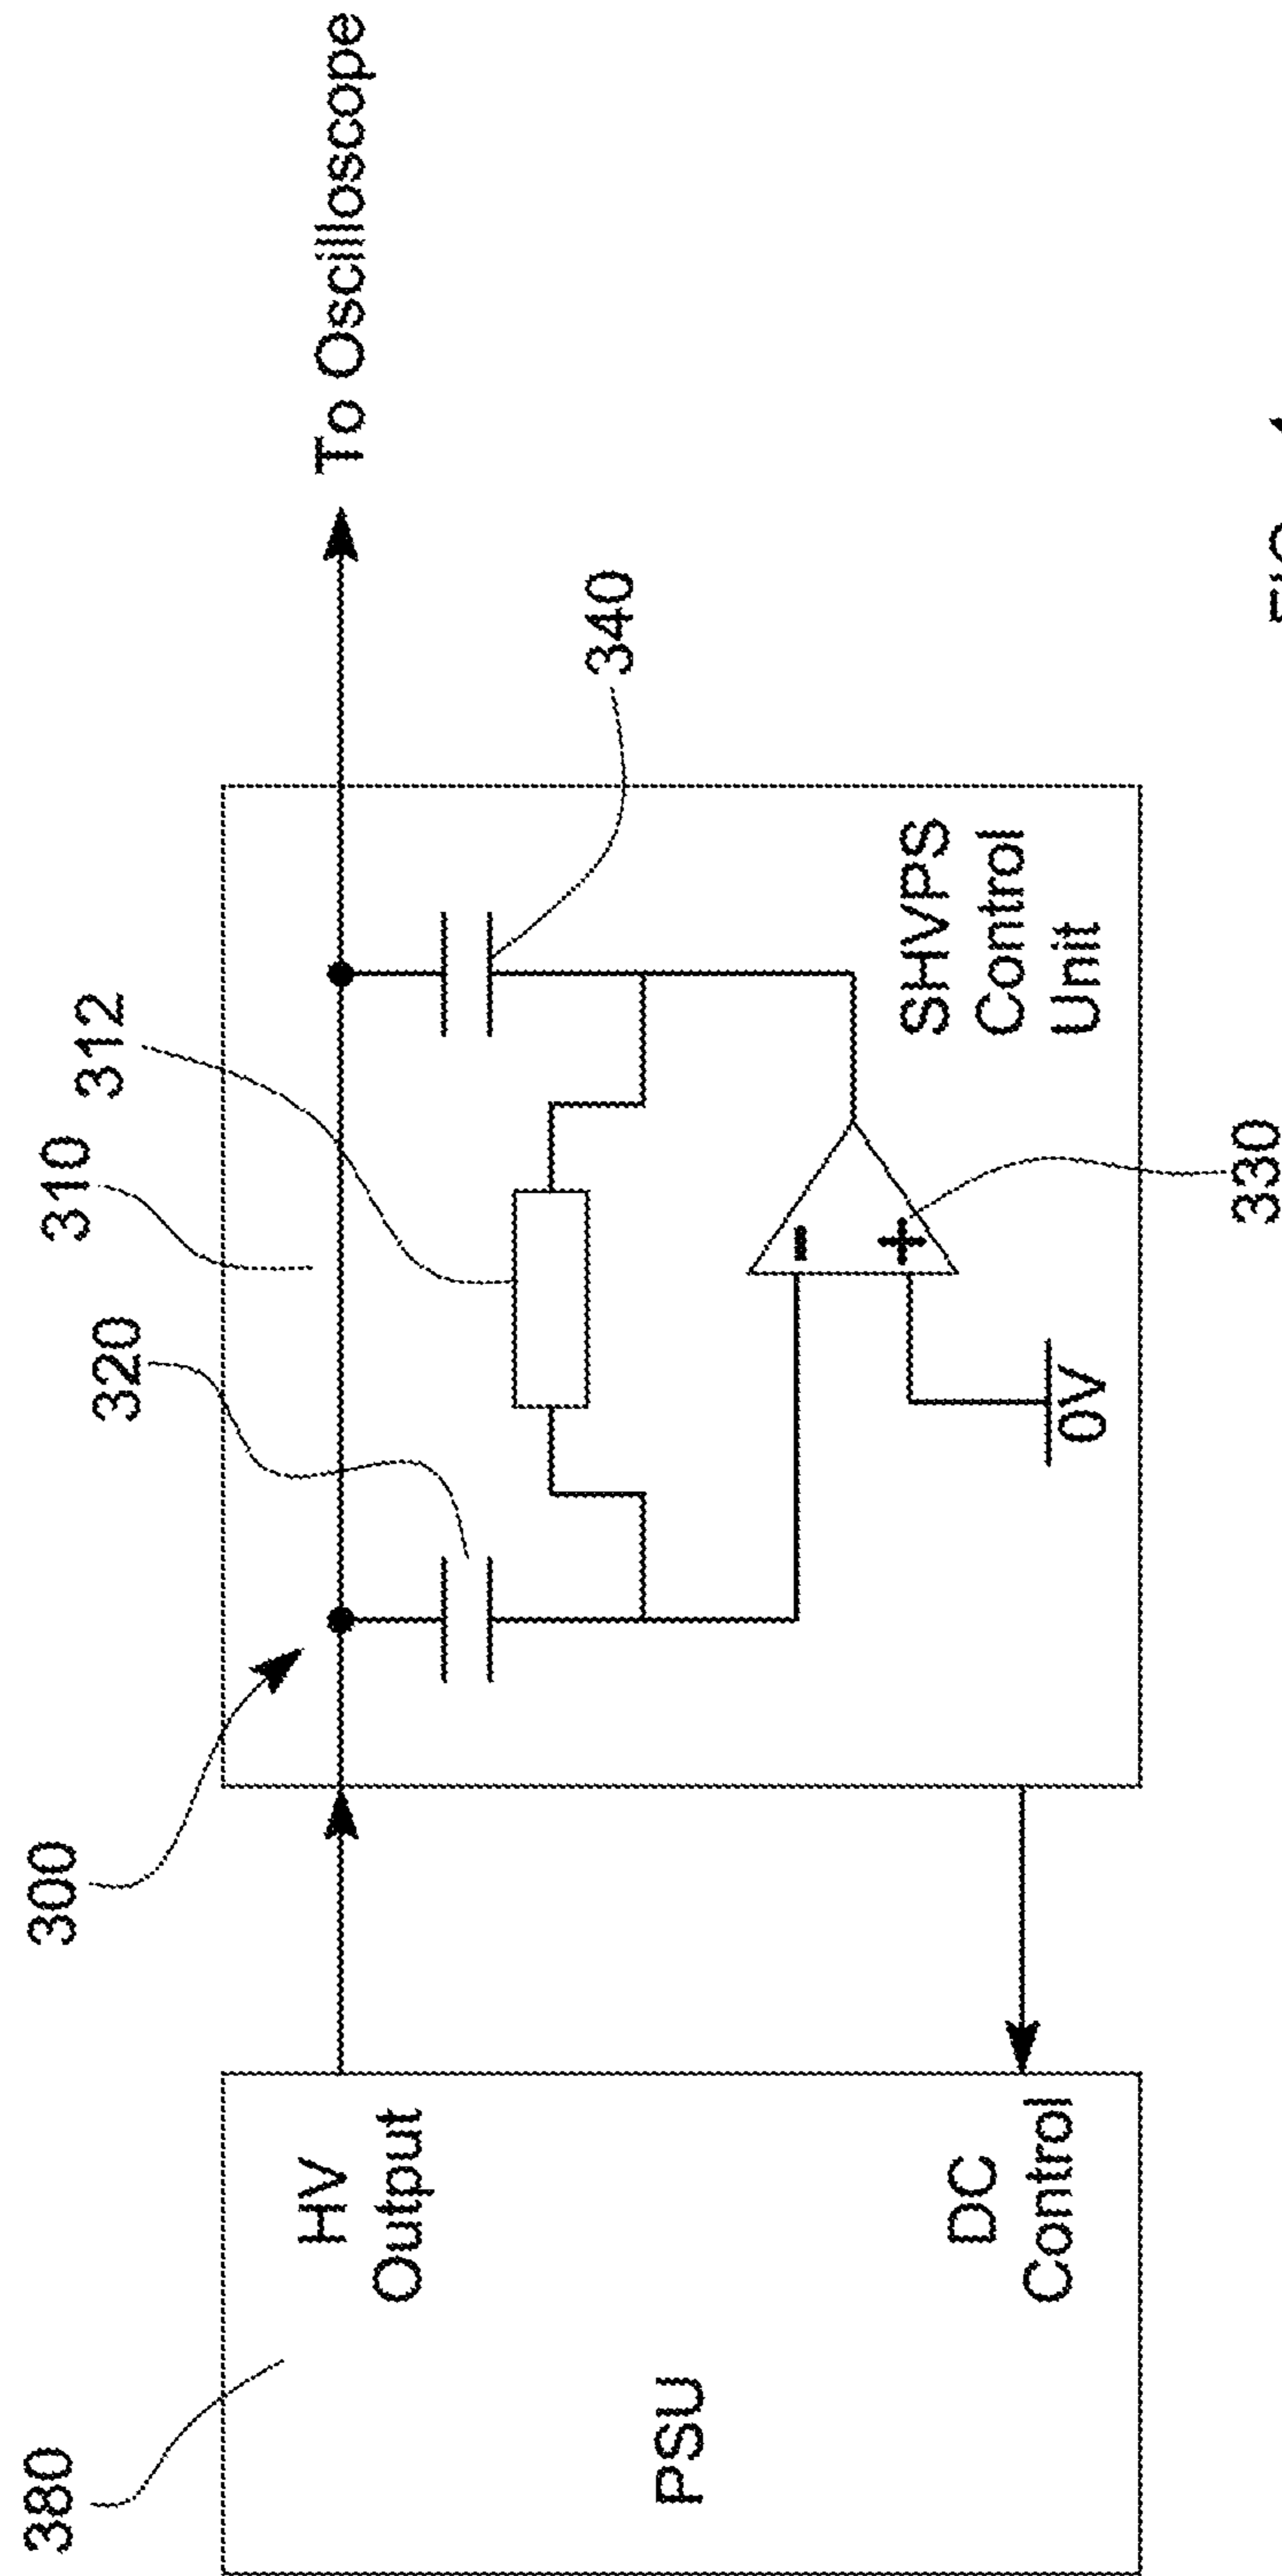 380
300
320
310
312
340
330
HV
Output
PSU
DC
Control
-
+
0V
SHVPS
Control
Unit
To Oscilloscope